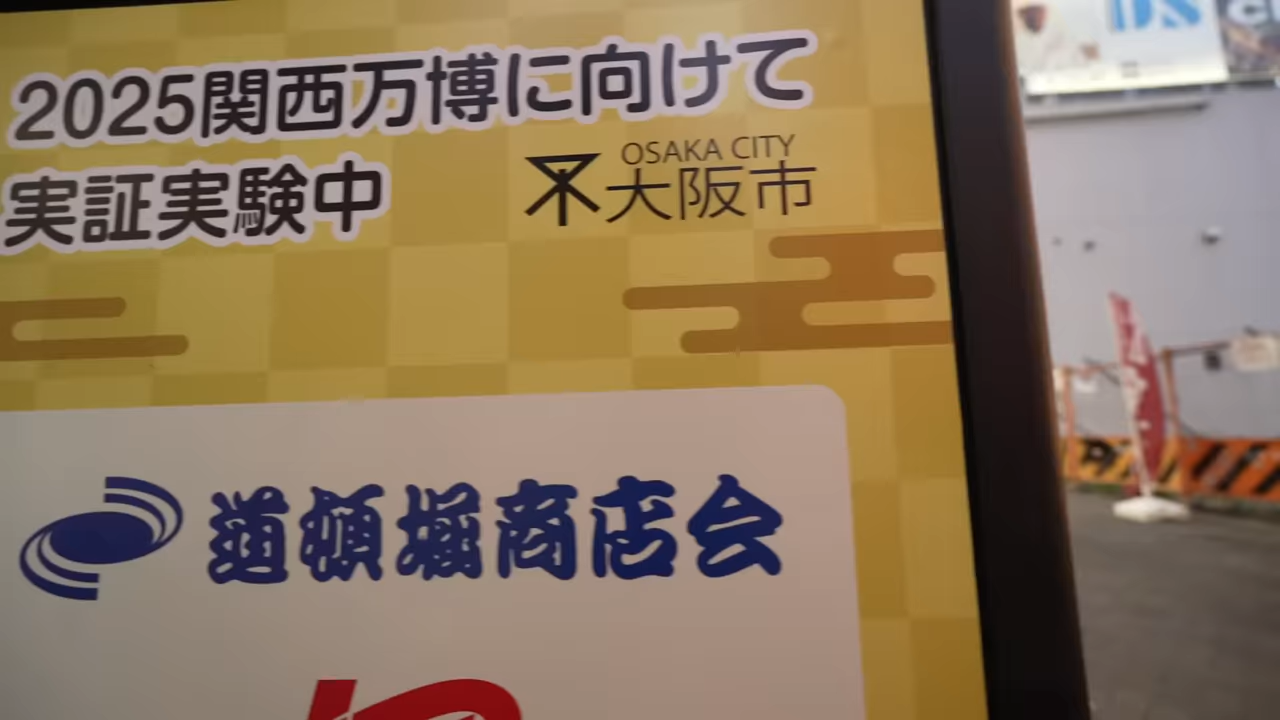 2025関西万博に向けて
実証実験中
OSAKA CITY
大阪市
道頓堀商店会
DS